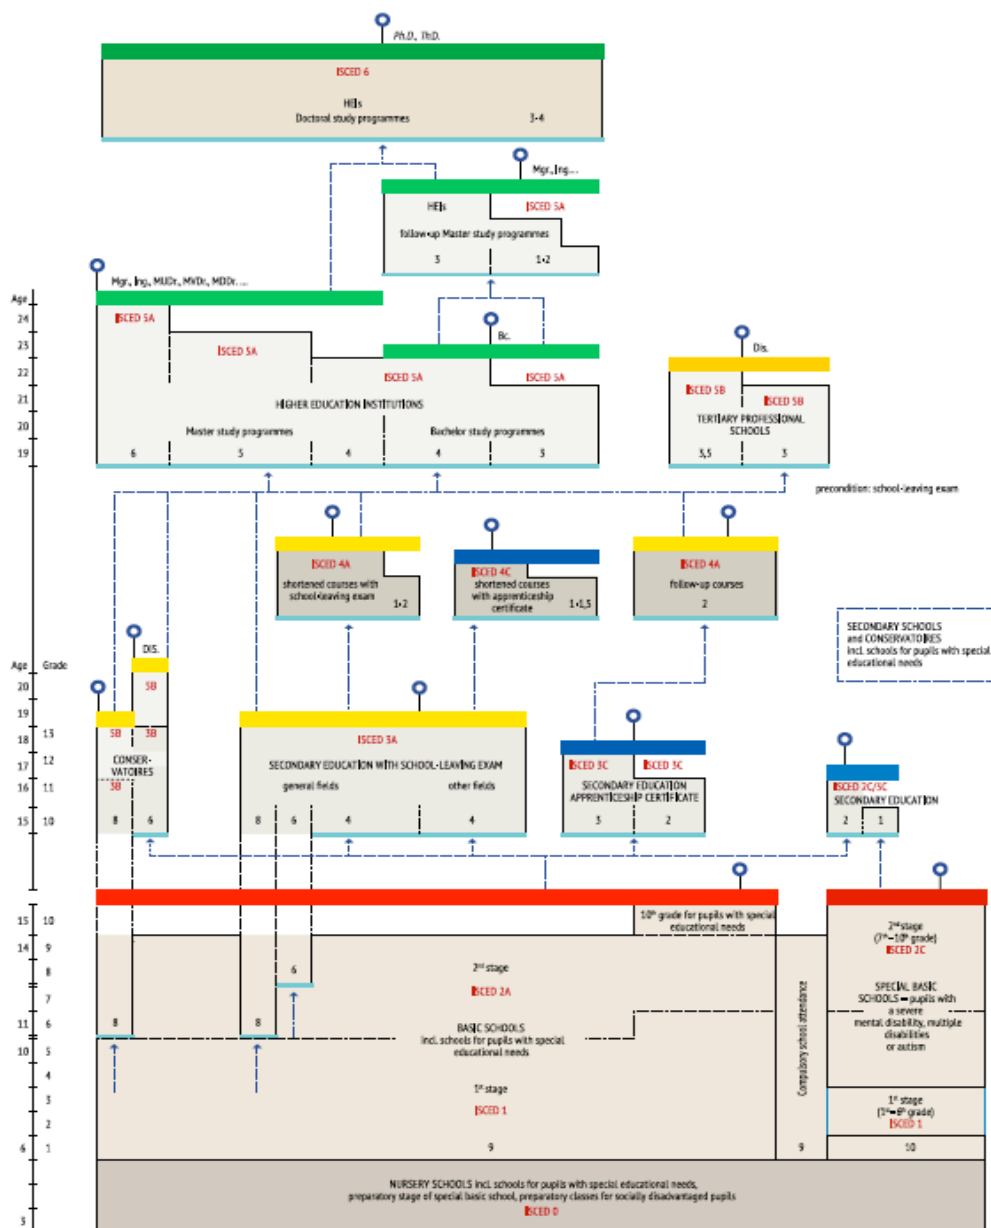 Ph.D., Th.D.
ISCED 6
HEIs
Doctoral study programmes 3-4
Mgr., Ing....
HEIs ISCED 5A
follow-up Master study programmes
3 1-2
Mgr., Ing., MUDr., MVDr., MDDr. ...
Age
24 ISCED 5A
Bc.
23 ISCED 5A
Dis.
22 ISCED 5A ISCED 5A ISCED 5B
21 HIGHER EDUCATION INSTITUTIONS ISCED 5B
20 TERTIARY PROFESSIONAL
SCHOOLS
Master study programmes Bachelor study programmes
19 6 5 4 4 3 3,5 3
precondition: school-leaving exam
ISCED 4A
shortened courses with
school-leaving exam
1-2
ISCED 4C
shortened courses
with apprenticeship
certificate
1-1,5
ISCED 4A
follow-up courses
2
SECONDARY SCHOOLS
and CONSERVATOIRES
incl. schools for pupils with special
educational needs
DIS.
Age Grade
20 5B
19
18 13 5B 3B
17 12 CONSER-
VATOIRES
16 11 3B
15 10 8 6
ISCED 3A
SECONDARY EDUCATION WITH SCHOOL-LEAVING EXAM
general fields other fields
8 6 4 4
ISCED 3C ISCED 3C
SECONDARY EDUCATION
APPRENTICESHIP CERTIFICATE
3 2
ISCED 2C/3C
SECONDARY EDUCATION
2 1
15 10
14 9
8
7
11 6
10 5
4
3
2
6 1
3
10th grade for pupils with special
educational needs
6
8 8
2nd stage
ISCED 2A
BASIC SCHOOLS
incl. schools for pupils with special
educational needs
1st stage
ISCED 1
9
Compulsory school attendance
9
2nd stage
(7th—10th grade)
ISCED 2C
SPECIAL BASIC
SCHOOLS — pupils with
a severe
mental disability, multiple
disabilities
or autism
1st stage
(1st—6th grade)
ISCED 1
10
NURSERY SCHOOLS incl. schools for pupils with special educational needs,
preparatory stage of special basic school, preparatory classes for socially disadvantaged pupils
ISCED 0